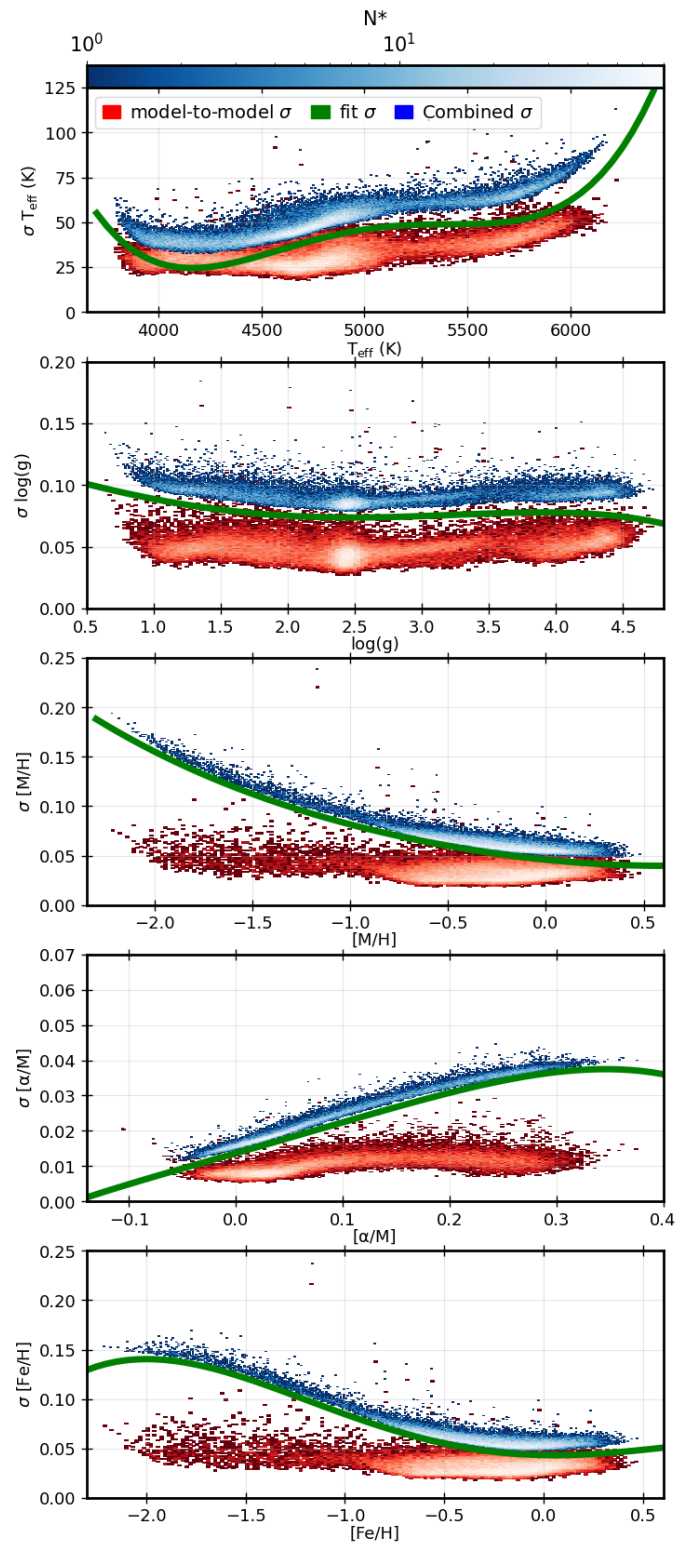 N*
10⁰ 10¹
125
100
75
50
25
0
σ T_eff (K)
model-to-model σ fit σ Combined σ
4000 4500 5000 5500 6000
T_eff (K)
0.20
0.15
0.10
0.05
0.00
σ log(g)
0.5 1.0 1.5 2.0 2.5 3.0 3.5 4.0 4.5
log(g)
0.25
0.20
0.15
0.10
0.05
0.00
σ [M/H]
−2.0 −1.5 −1.0 −0.5 0.0 0.5
[M/H]
0.07
0.06
0.05
0.04
0.03
0.02
0.01
0.00
σ [α/M]
−0.1 0.0 0.1 0.2 0.3 0.4
[α/M]
0.25
0.20
0.15
0.10
0.05
0.00
σ [Fe/H]
−2.0 −1.5 −1.0 −0.5 0.0 0.5
[Fe/H]